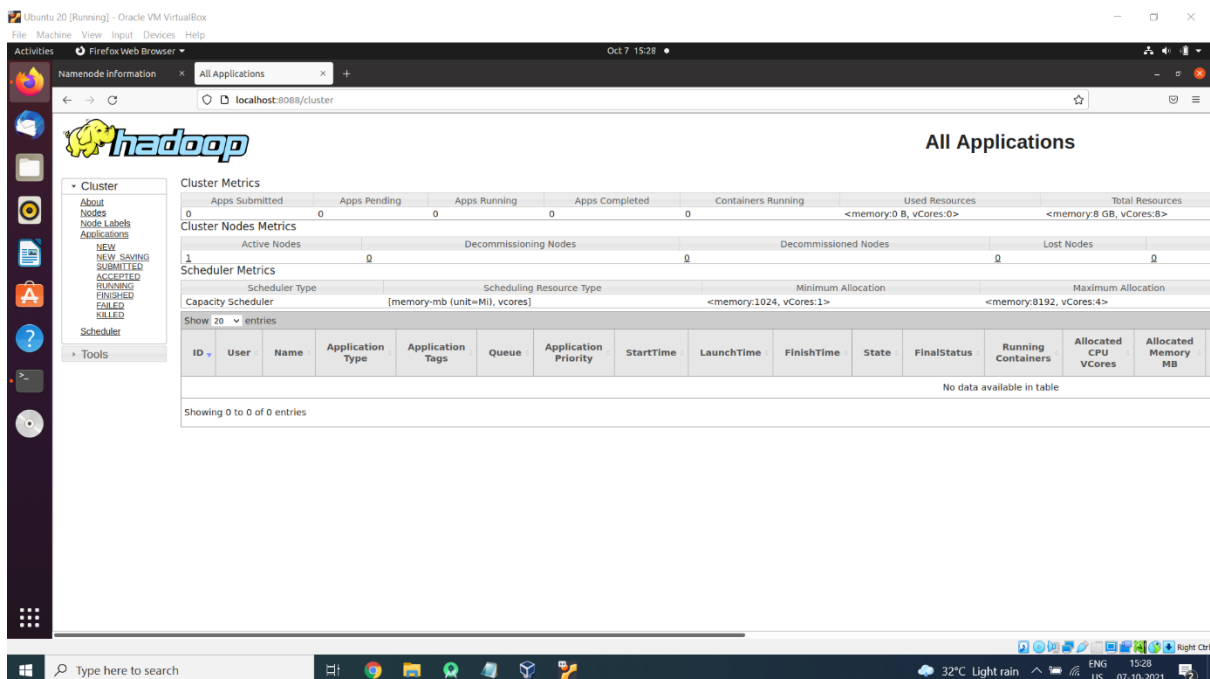 Ubuntu 20 [Running] - Oracle VM VirtualBox
File Machine View Input Devices Help
Activities Firefox Web Browser Oct 7 15:28
Namenode information × All Applications × +
localhost:8088/cluster
hadoop All Applications
Cluster
About
Nodes
Node Labels
Applications
NEW
NEW_SAVING
SUBMITTED
ACCEPTED
RUNNING
FINISHED
FAILED
KILLED
Scheduler
Tools
Cluster Metrics
Apps Submitted Apps Pending Apps Running Apps Completed Containers Running Used Resources Total Resources
0 0 0 0 0 <memory:0 B, vCores:0> <memory:8 GB, vCores:8>
Cluster Nodes Metrics
Active Nodes Decommissioning Nodes Decommissioned Nodes Lost Nodes
1 0 0 0 0
Scheduler Metrics
Scheduler Type Scheduling Resource Type Minimum Allocation Maximum Allocation
Capacity Scheduler [memory-mb (unit=Mi), vcores] <memory:1024, vCores:1> <memory:8192, vCores:4>
Show 20 entries
ID User Name Application Type Application Tags Queue Application Priority StartTime LaunchTime FinishTime State FinalStatus Running Containers Allocated CPU VCores Allocated Memory MB
No data available in table
Showing 0 to 0 of 0 entries
Right Ctrl
Type here to search 32°C Light rain ENG 15:28
US 07-10-2021 2